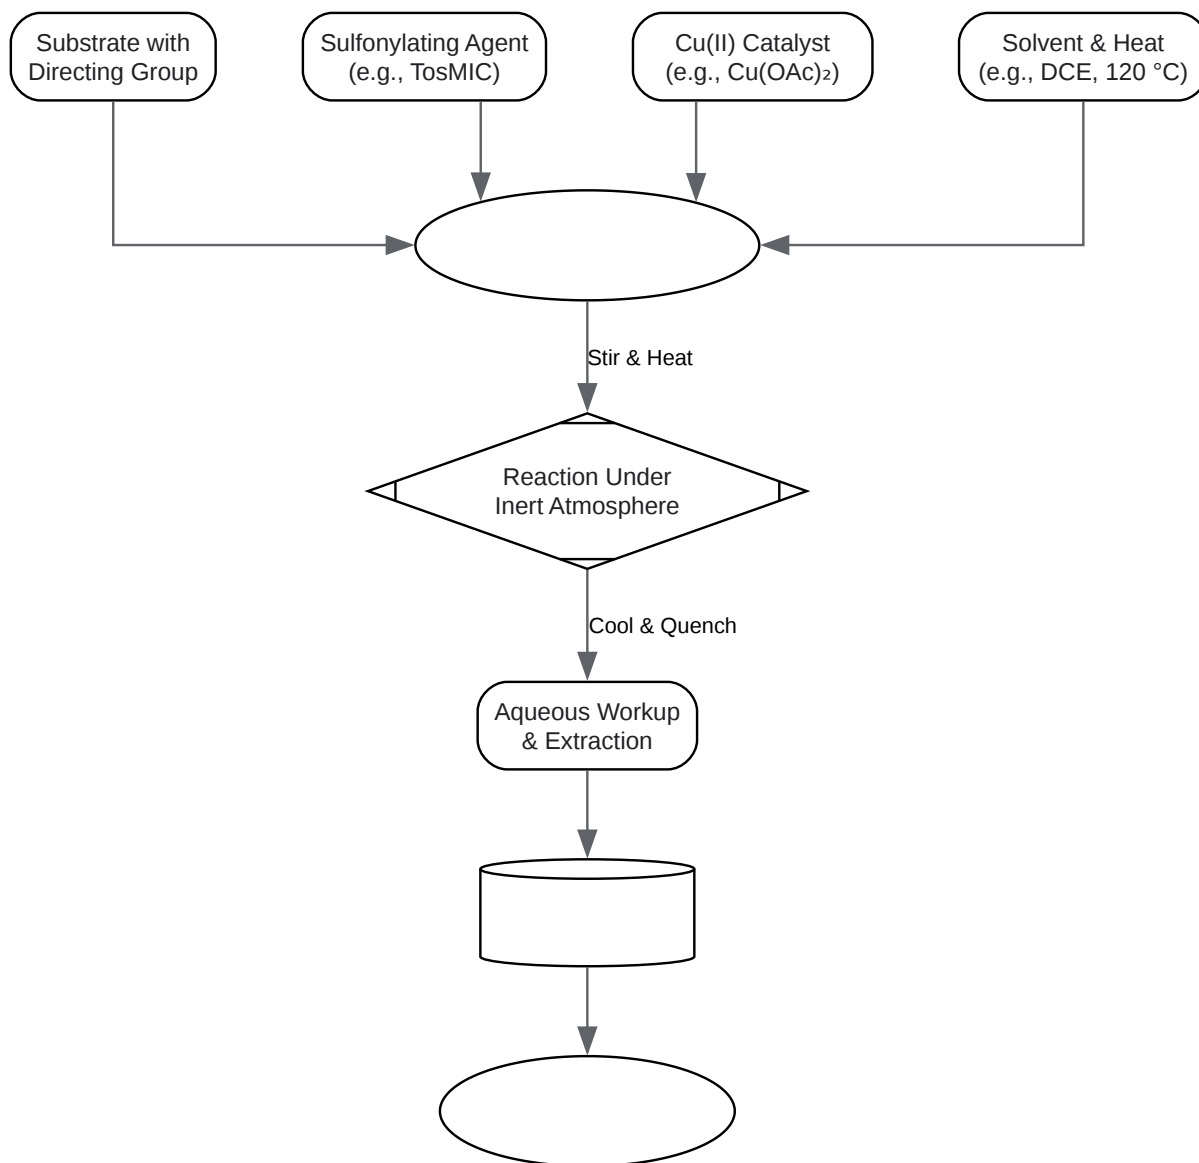 Substrate with
Directing Group
Sulfonylating Agent
(e.g., TosMIC)
Cu(II) Catalyst
(e.g., Cu(OAc)₂)
Solvent & Heat
(e.g., DCE, 120 °C)
Stir & Heat
Reaction Under
Inert Atmosphere
Cool & Quench
Aqueous Workup
& Extraction